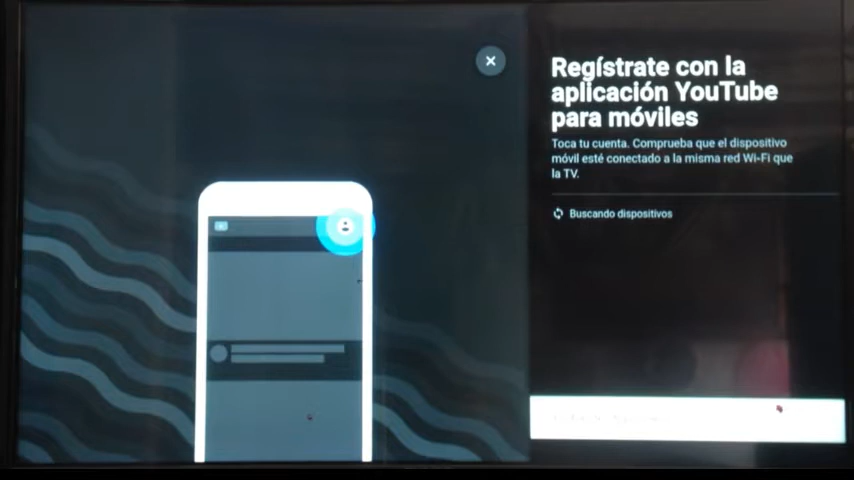 Regístrate con la
aplicación YouTube
para móviles
Toca tu cuenta. Comprueba que el dispositivo
móvil esté conectado a la misma red Wi-Fi que
la TV.
Buscando dispositivos